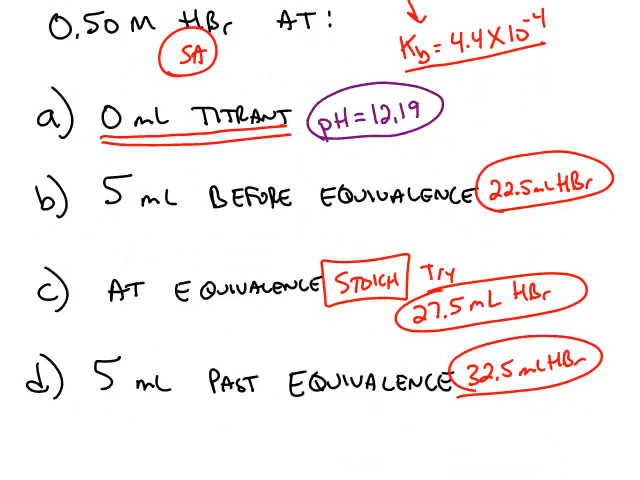 0.50 M HBr AT:
SA
Kb = 4.4 X 10⁻⁴
a) 0 mL TITRANT pH = 12.19
b) 5 mL BEFORE EQUIVALENCE 22.5 mL HBr
c) AT EQUIVALENCE STOICH Try
27.5 mL HBr
d) 5 mL PAST EQUIVALENCE 32.5 mL HBr